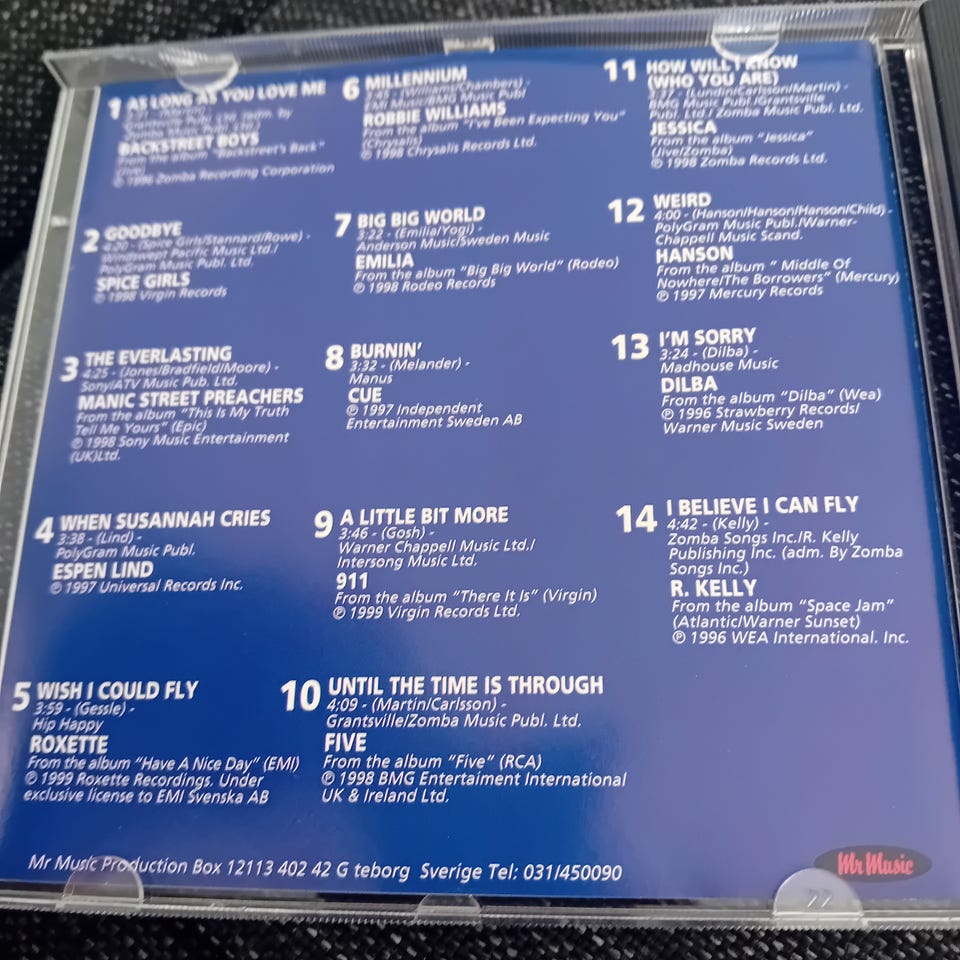 1 AS LONG AS YOU LOVE ME
BACKSTREET BOYS
From the album "Backstreet's Back"
(Jive)
℗ 1996 Zomba Recording Corporation
2 GOODBYE
4:20 - (Spice Girls/Stannard/Rowe) -
Windswept Pacific Music Ltd./
PolyGram Music Publ. Ltd.
SPICE GIRLS
℗ 1998 Virgin Records
3 THE EVERLASTING
4:25 - (Jones/Bradfield/Moore) -
Sony/ATV Music Pub. Ltd.
MANIC STREET PREACHERS
From the album "This Is My Truth
Tell Me Yours" (Epic)
℗ 1998 Sony Music Entertainment
(UK)Ltd.
4 WHEN SUSANNAH CRIES
3:38 - (Lind) -
PolyGram Music Publ.
ESPEN LIND
℗ 1997 Universal Records Inc.
5 WISH I COULD FLY
3:59 - (Gessle) -
Hip Happy
ROXETTE
From the album "Have A Nice Day" (EMI)
℗ 1999 Roxette Recordings. Under
exclusive license to EMI Svenska AB
6 MILLENNIUM
(Williams/Chambers) -
EMI Music/BMG Music Publ
ROBBIE WILLIAMS
From the album "I've Been Expecting You"
(Chrysalis)
℗ 1998 Chrysalis Records Ltd.
7 BIG BIG WORLD
3:22 - (Emilia/Yogi) -
Anderson Music/Sweden Music
EMILIA
From the album "Big Big World" (Rodeo)
℗ 1998 Rodeo Records
8 BURNIN'
3:32 - (Melander) -
Manus
CUE
℗ 1997 Independent
Entertainment Sweden AB
9 A LITTLE BIT MORE
3:46 - (Gosh) -
Warner Chappell Music Ltd./
Intersong Music Ltd.
911
From the album "There It Is" (Virgin)
℗ 1999 Virgin Records Ltd.
10 UNTIL THE TIME IS THROUGH
4:09 - (Martin/Carlsson) -
Grantsville/Zomba Music Publ. Ltd.
FIVE
From the album "Five" (RCA)
℗ 1998 BMG Entertaiment International
UK & Ireland Ltd.
11 HOW WILL I KNOW
(WHO YOU ARE)
(Lundin/Carlsson/Martin) -
BMG Music Publ./Grantsville
Publ. Ltd./ Zomba Music Publ. Ltd.
JESSICA
From the album "Jessica"
(Jive/Zomba)
℗ 1998 Zomba Records Ltd.
12 WEIRD
4:00 - (Hanson/Hanson/Hanson/Child) -
PolyGram Music Publ./Warner-
Chappell Music Scand.
HANSON
From the album " Middle Of
Nowhere/The Borrowers" (Mercury)
℗ 1997 Mercury Records
13 I'M SORRY
3:24 - (Dilba) -
Madhouse Music
DILBA
From the album "Dilba" (Wea)
℗ 1996 Strawberry Records/
Warner Music Sweden
14 I BELIEVE I CAN FLY
4:42 - (Kelly) -
Zomba Songs Inc./R. Kelly
Publishing Inc. (adm. By Zomba
Songs Inc.)
R. KELLY
From the album "Space Jam"
(Atlantic/Warner Sunset)
℗ 1996 WEA International. Inc.
Mr Music Production Box 12113 402 42 G teborg Sverige Tel: 031/450090
Mr Music